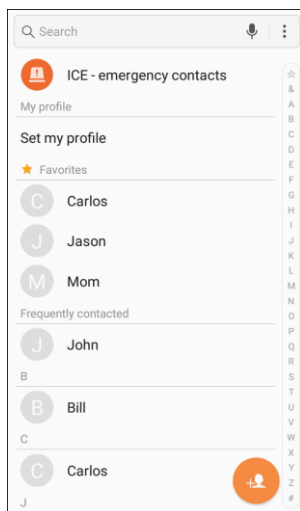 Search
ICE - emergency contacts
My profile
Set my profile
Favorites
C Carlos
J Jason
M Mom
Frequently contacted
J John
B
B Bill
C
C Carlos
J
&
A
B
C
D
E
F
G
H
I
J
K
L
M
N
O
P
Q
R
S
T
U
V
W
X
Y
Z
#